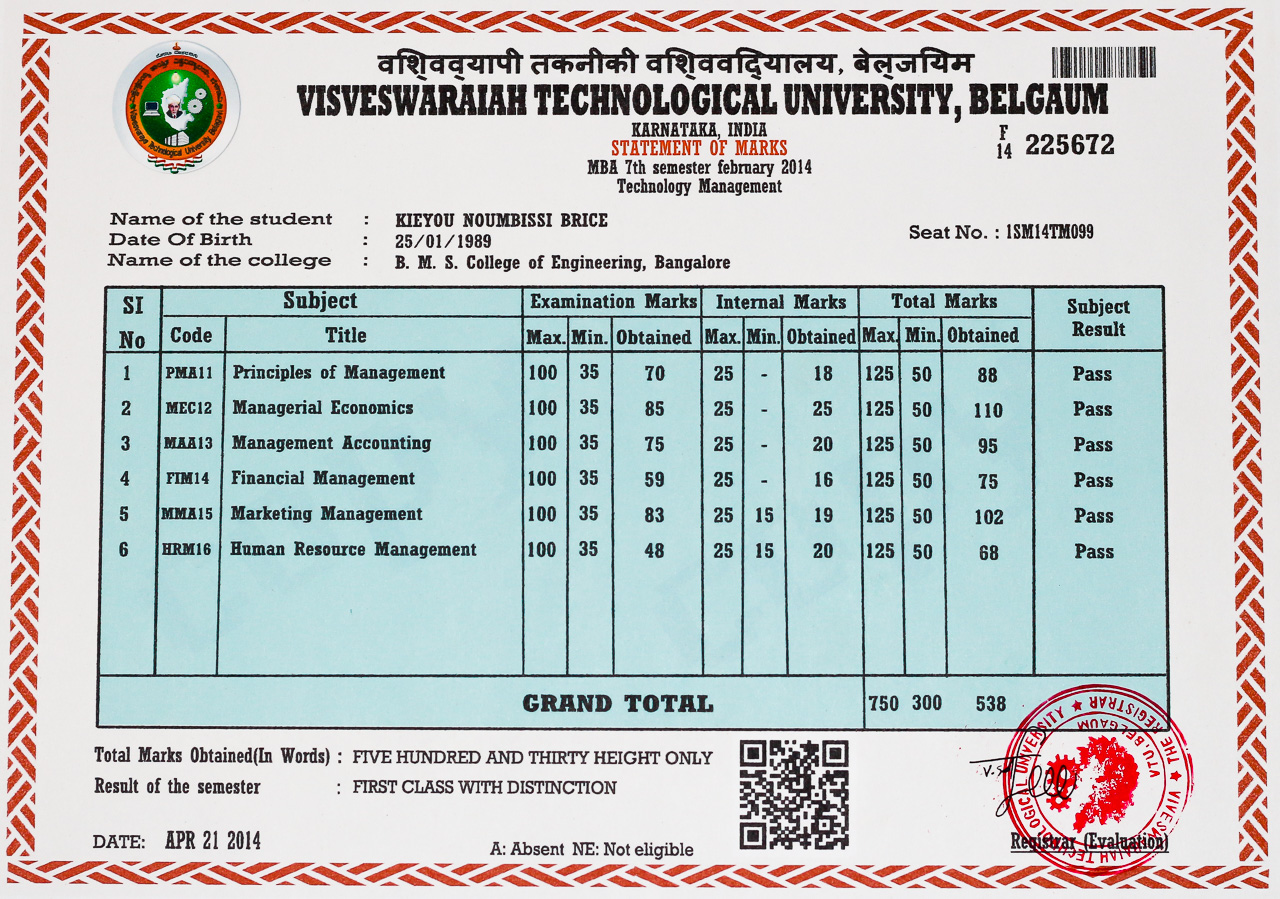 वशि्वव्यापी तकनीकी वशि्ववदि्यालय, बेल्जयिम
VISVESWARAIAH TECHNOLOGICAL UNIVERSITY, BELGAUM
KARNATAKA, INDIA
STATEMENT OF MARKS
MBA 7th semester february 2014
Technology Management
F 14 225672
Name of the student : KIEYOU NOUMBISSI BRICE
Date Of Birth : 25/01/1989
Name of the college : B. M. S. College of Engineering, Bangalore
Seat No. : 1SM14TM099
SI No Subject Examination Marks Internal Marks Total Marks Subject Result
Code Title Max. Min. Obtained Max. Min. Obtained Max. Min. Obtained
1 PMA11 Principles of Management 100 35 70 25 - 18 125 50 88 Pass
2 MEC12 Managerial Economics 100 35 85 25 - 25 125 50 110 Pass
3 MAA13 Management Accounting 100 35 75 25 - 20 125 50 95 Pass
4 FIM14 Financial Management 100 35 59 25 - 16 125 50 75 Pass
5 MMA15 Marketing Management 100 35 83 25 15 19 125 50 102 Pass
6 HRM16 Human Resource Management 100 35 48 25 15 20 125 50 68 Pass
GRAND TOTAL 750 300 538
Total Marks Obtained(In Words) : FIVE HUNDRED AND THIRTY HEIGHT ONLY
Result of the semester : FIRST CLASS WITH DISTINCTION
DATE: APR 21 2014
A: Absent NE: Not eligible
Registrar (Evaluation)
THE REGISTRAR ★ VIVESWARAIAH TECHNOLOGICAL UNIVERSITY ★
VTU.BELGAUM